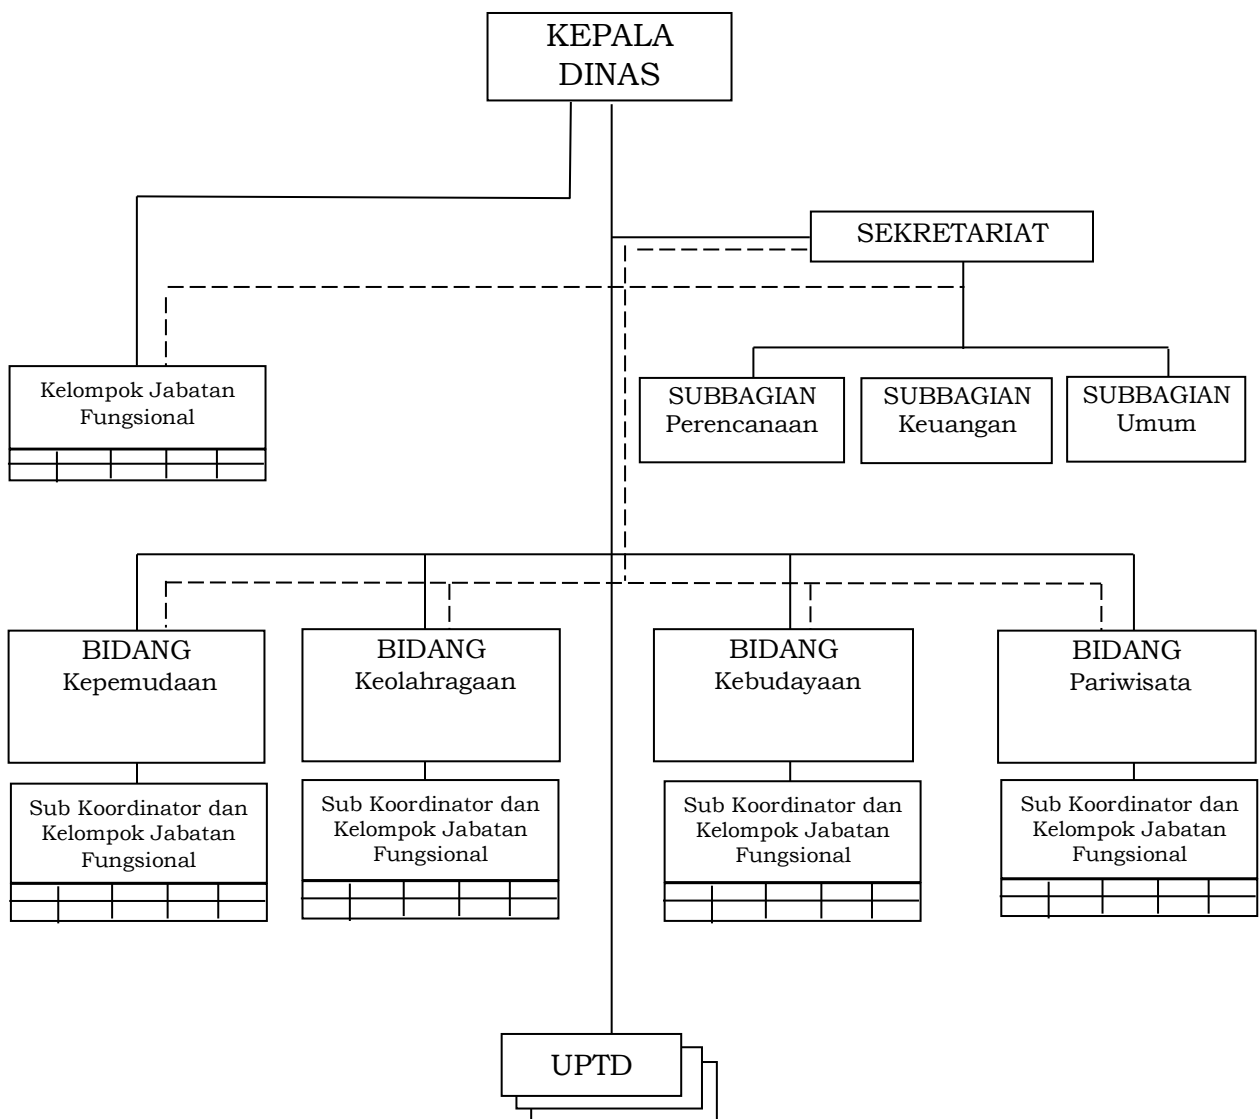 KEPALA
DINAS
SEKRETARIAT
Kelompok Jabatan
Fungsional
SUBBAGIAN
Perencanaan
SUBBAGIAN
Keuangan
SUBBAGIAN
Umum
BIDANG
Kepemudaan
BIDANG
Keolahragaan
BIDANG
Kebudayaan
BIDANG
Pariwisata
Sub Koordinator dan
Kelompok Jabatan
Fungsional
Sub Koordinator dan
Kelompok Jabatan
Fungsional
Sub Koordinator dan
Kelompok Jabatan
Fungsional
Sub Koordinator dan
Kelompok Jabatan
Fungsional
UPTD